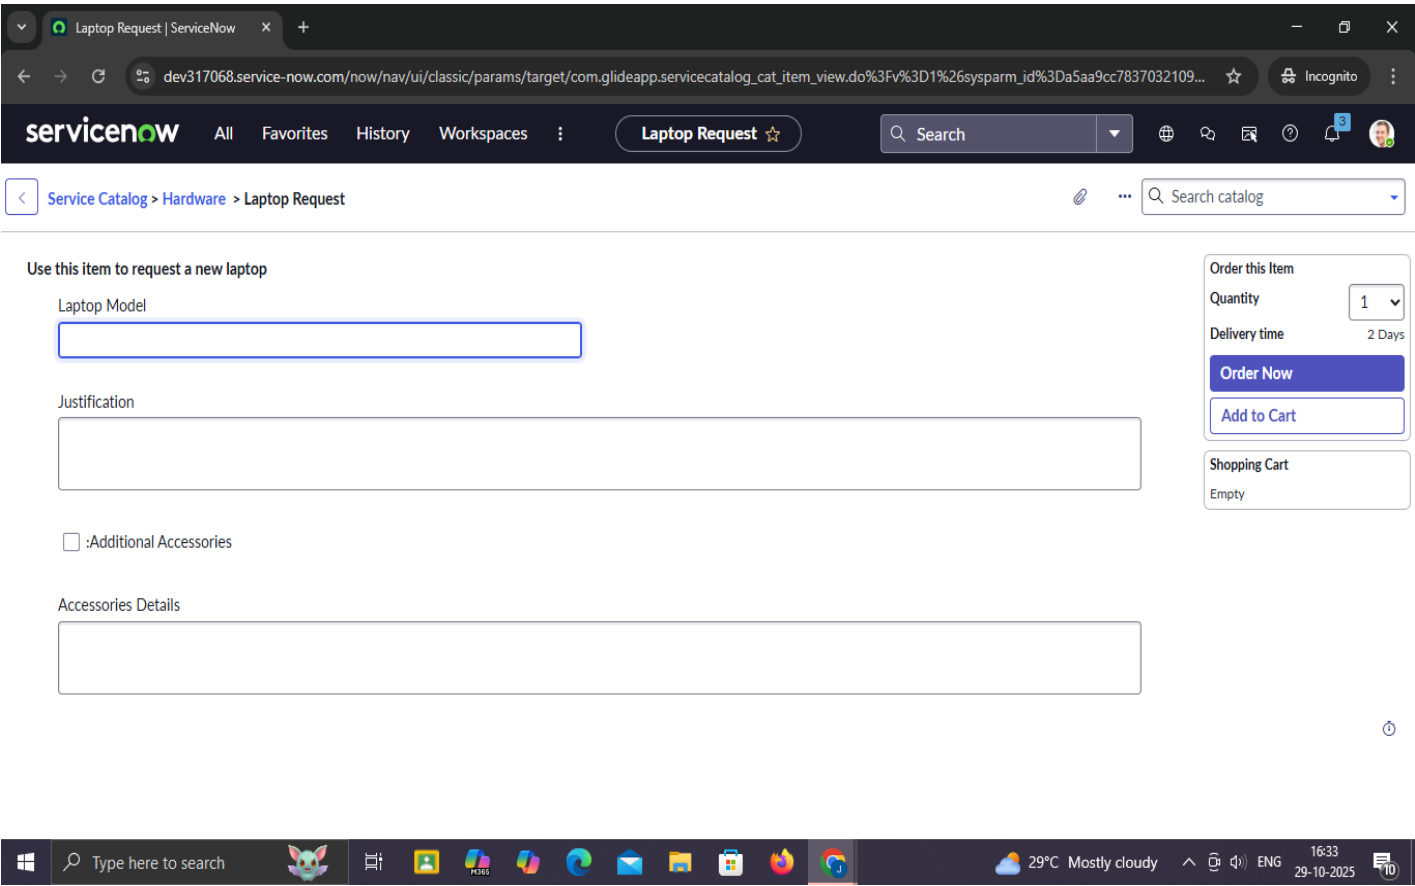 Laptop Request | ServiceNow
dev317068.service-now.com/now/nav/ui/classic/params/target/com.glideapp.servicecatalog_cat_item_view.do%3Fv%3D1%26sysparm_id%3Da5aa9cc7837032109...
Incognito
servicenow All Favorites History Workspaces Laptop Request Search 3
Service Catalog > Hardware > Laptop Request
Search catalog
Use this item to request a new laptop
Laptop Model
Justification
:Additional Accessories
Accessories Details
Order this Item
Quantity 1
Delivery time 2 Days
Order Now
Add to Cart
Shopping Cart
Empty
Type here to search
M365
J
29°C Mostly cloudy
ENG
16:33
29-10-2025
10